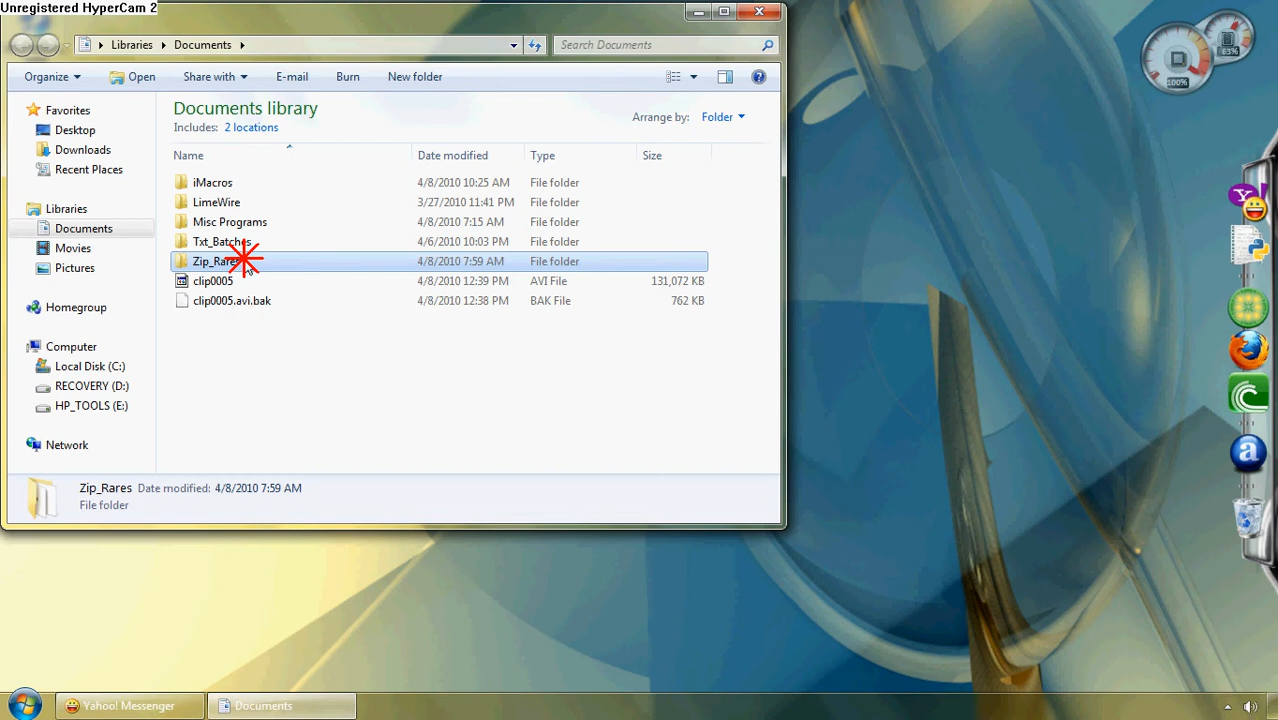 Unregistered HyperCam 2
Libraries Documents
Search Documents
Organize Open Share with E-mail Burn New folder
Favorites
Desktop
Downloads
Recent Places
Libraries
Documents
Movies
Pictures
Homegroup
Computer
Local Disk (C:)
RECOVERY (D:)
HP_TOOLS (E:)
Network
Documents library
Includes: 2 locations
Arrange by: Folder
Name Date modified Type Size
iMacros 4/8/2010 10:25 AM File folder
LimeWire 3/27/2010 11:41 PM File folder
Misc Programs 4/8/2010 7:15 AM File folder
Txt_Batches 4/6/2010 10:03 PM File folder
Zip_Rares 4/8/2010 7:59 AM File folder
clip0005 4/8/2010 12:39 PM AVI File 131,072 KB
clip0005.avi.bak 4/8/2010 12:38 PM BAK File 762 KB
Zip_Rares Date modified: 4/8/2010 7:59 AM
File folder
100%
63%
a
Yahoo! Messenger
Documents